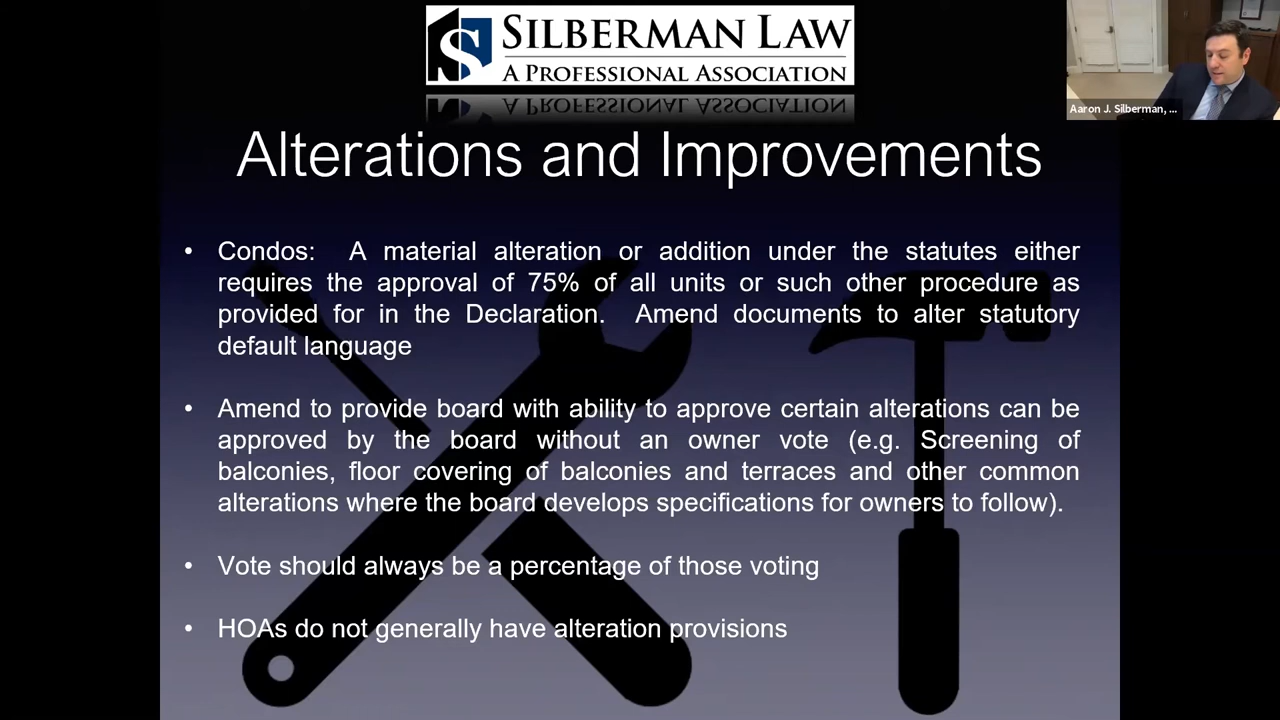 SILBERMAN LAW
A PROFESSIONAL ASSOCIATION
A PROFESSIONAL ASSOCIATION
Aaron J. Silberman, ...
Alterations and Improvements
• Condos: A material alteration or addition under the statutes either
requires the approval of 75% of all units or such other procedure as
provided for in the Declaration. Amend documents to alter statutory
default language
• Amend to provide board with ability to approve certain alterations can be
approved by the board without an owner vote (e.g. Screening of
balconies, floor covering of balconies and terraces and other common
alterations where the board develops specifications for owners to follow).
• Vote should always be a percentage of those voting
• HOAs do not generally have alteration provisions